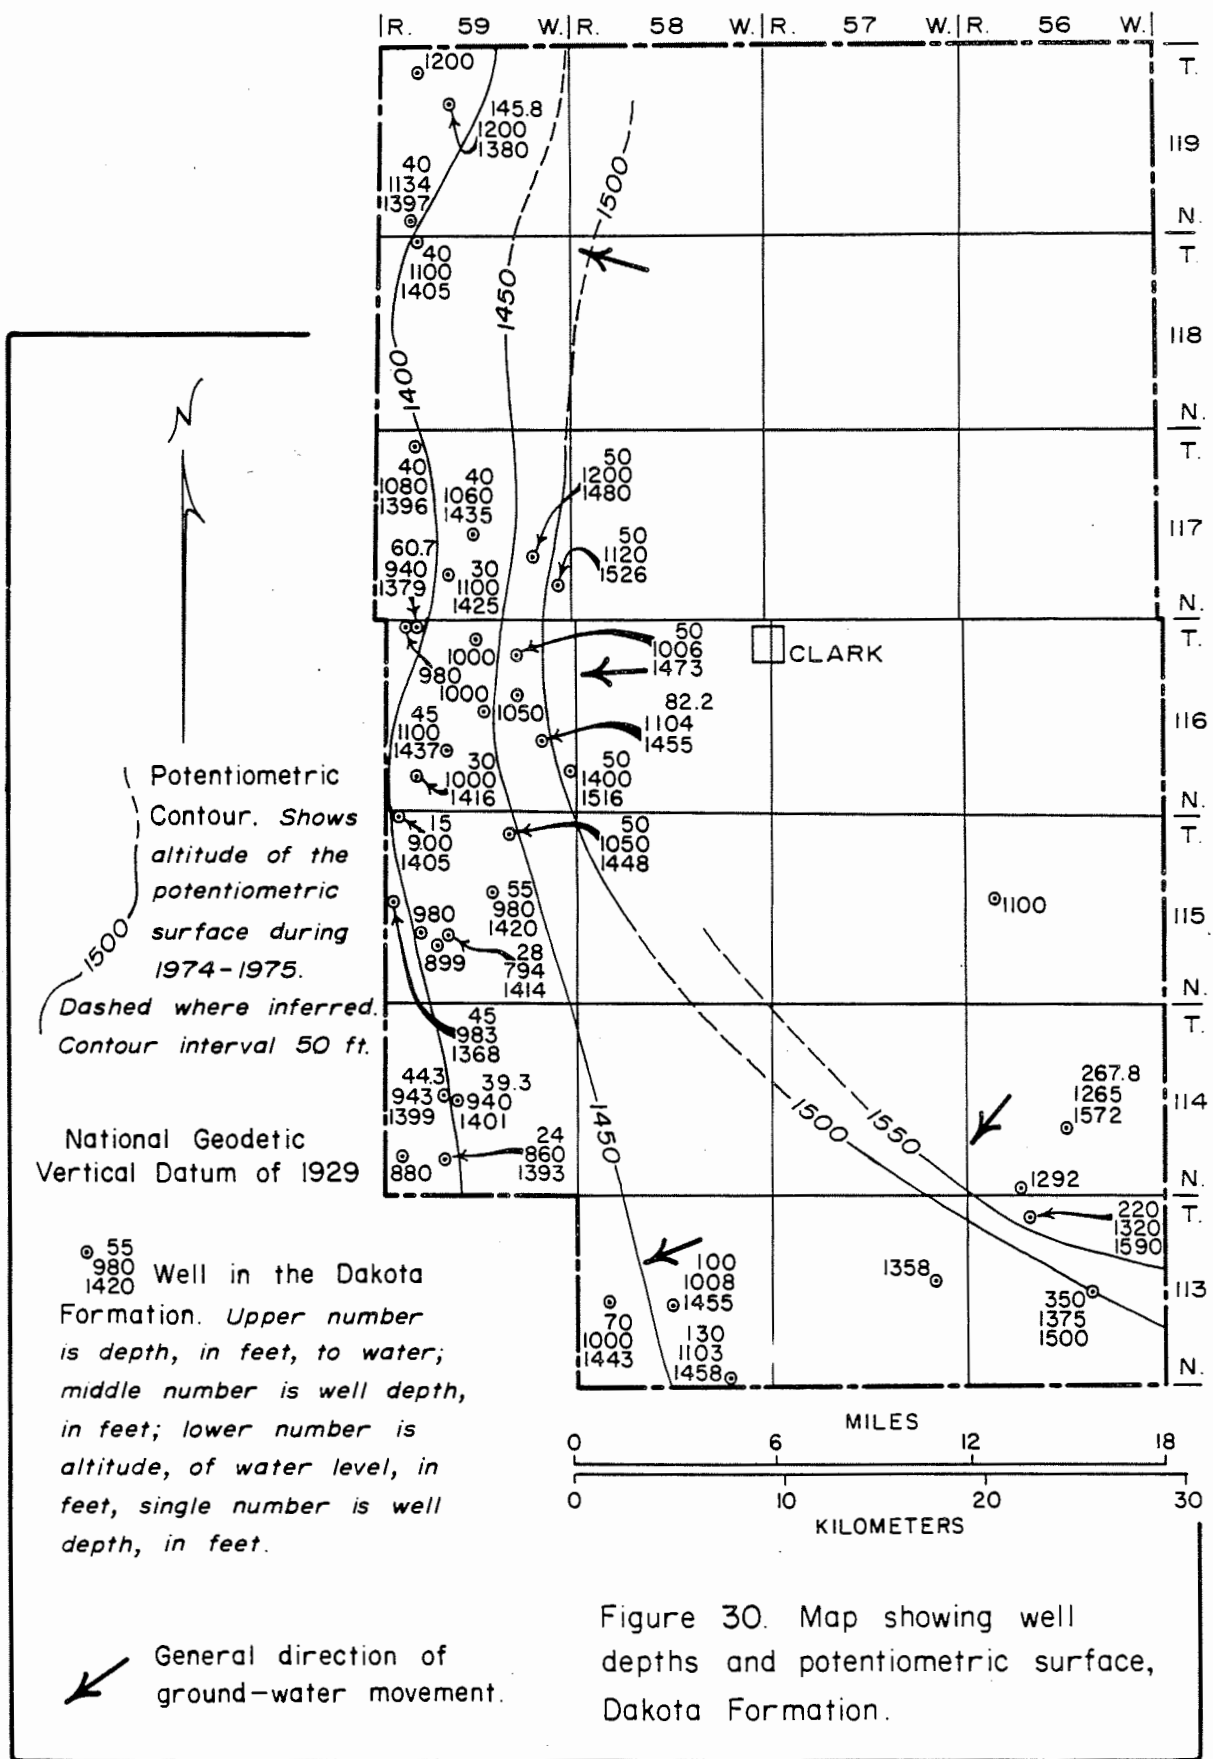 R. 59 W. R. 58 W. R. 57 W. R. 56 W.
T.
119
N.
T.
118
N.
T.
117
N.
T.
116
N.
T.
115
N.
T.
114
N.
T.
113
N.
1200
145.8
1200
1380
40
1134
1397
40
1100
1405
1500
1450
1400
40
1080
1396
40
1060
1435
50
1200
1480
50
1120
1526
60.7
940
1379
30
1100
1425
1000
980
50
1006
1473
CLARK
1000
1050
45
1100
1437
82.2
1104
1455
30
1000
1416
50
1400
1516
15
900
1405
50
1050
1448
55
980
1420
980
899
28
794
1414
1100
45
983
1368
44.3
943
1399
39.3
940
1401
24
860
1393
880
1450
1500
1550
267.8
1265
1572
1292
220
1320
1590
1358
350
1375
1500
100
1008
1455
70
1000
1443
130
1103
1458
N
1500
Potentiometric
Contour. Shows
altitude of the
potentiometric
surface during
1974-1975.
Dashed where inferred.
Contour interval 50 ft.
National Geodetic
Vertical Datum of 1929
55
980
1420
Well in the Dakota
Formation. Upper number
is depth, in feet, to water;
middle number is well depth,
in feet; lower number is
altitude, of water level, in
feet, single number is well
depth, in feet.
General direction of
ground-water movement.
MILES
0 6 12 18
0 10 20 30
KILOMETERS
Figure 30. Map showing well
depths and potentiometric surface,
Dakota Formation.